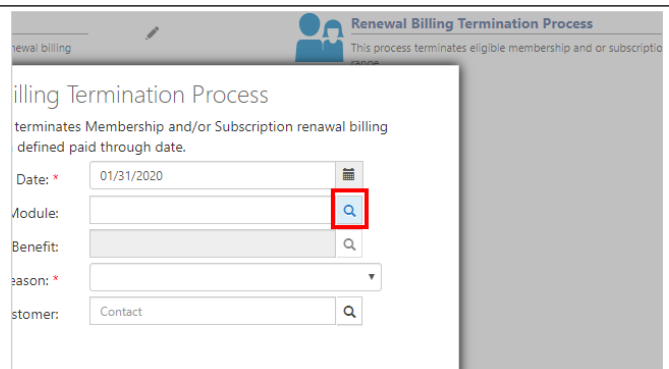 Renewal Billing Termination Process
newal billing
This process terminates eligible membership and or subscriptio
range
illing Termination Process
terminates Membership and/or Subscription renawal billing
defined paid through date.
Date: * 01/31/2020
Module:
Benefit:
eason: *
stomer: Contact